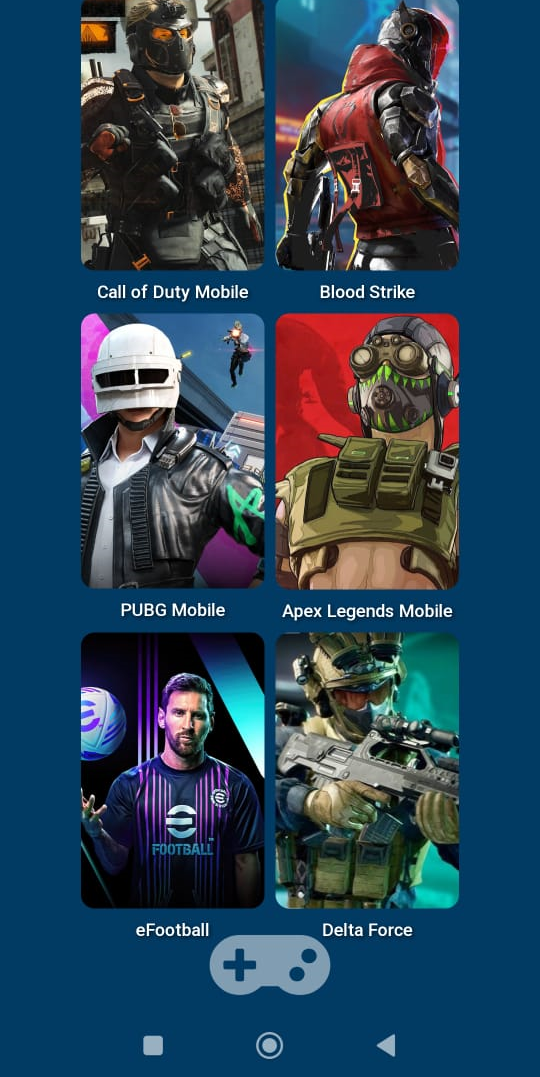 Call of Duty Mobile
Blood Strike
PUBG Mobile
Apex Legends Mobile
FOOTBALL
eFootball
Delta Force